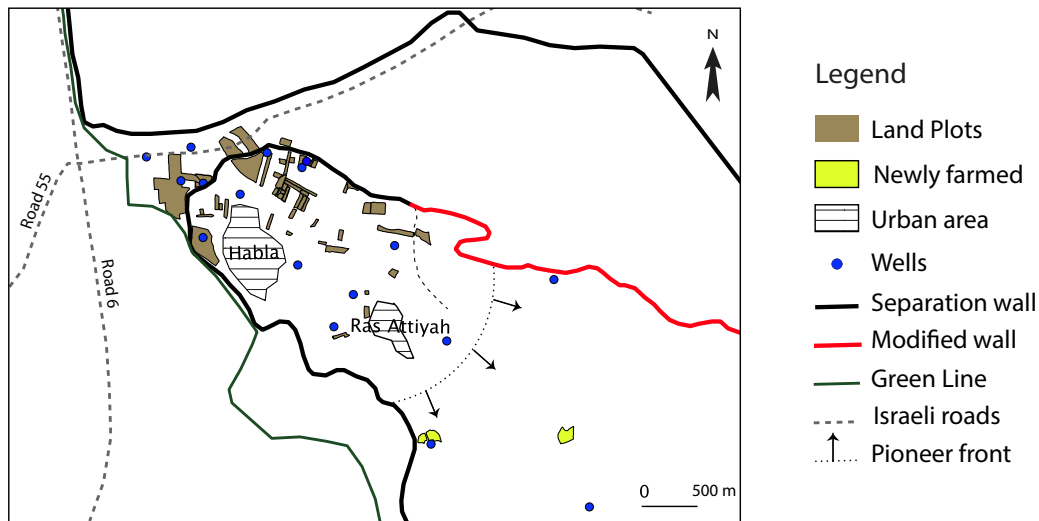 N
Road 55
Road 6
Habla
Ras Attiyah
0 500 m
Legend
Land Plots
Newly farmed
Urban area
Wells
Separation wall
Modified wall
Green Line
Israeli roads
Pioneer front